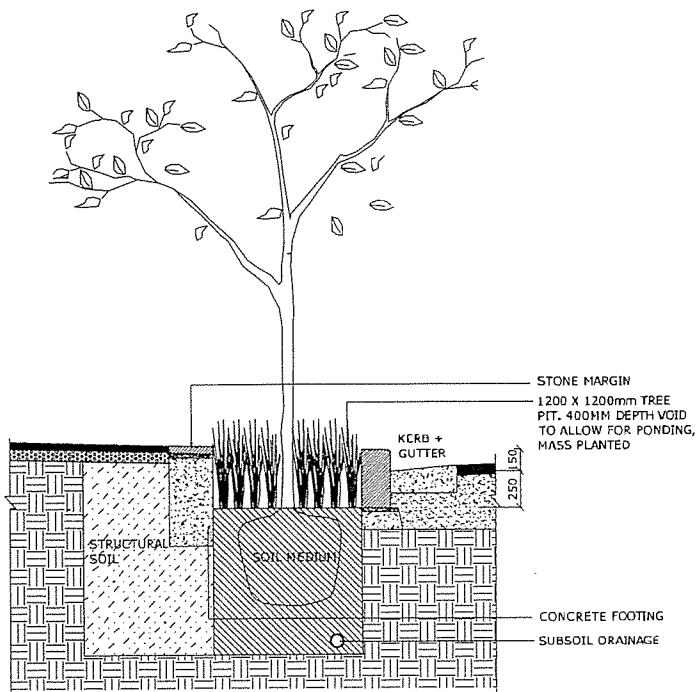 STONE MARGIN
1200 X 1200mm TREE
PIT. 400MM DEPTH VOID
TO ALLOW FOR PONDING,
MASS PLANTED
KERB +
GUTTER
150
250
STRUCTURAL
SOIL
SOIL MEDIUM
CONCRETE FOOTING
SUBSOIL DRAINAGE